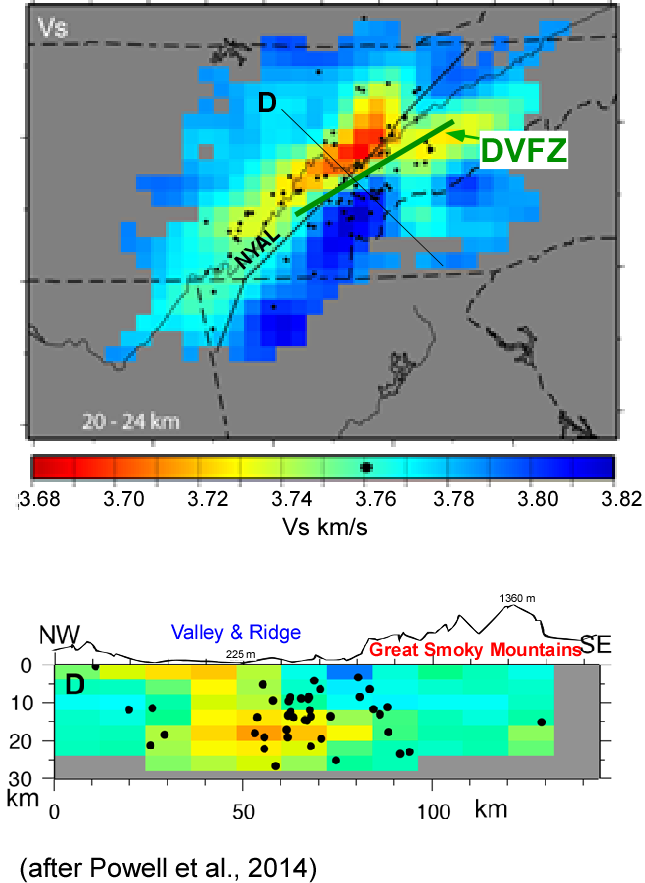 Vs
D
DVFZ
NYAL
20 - 24 km
3.68 3.70 3.72 3.74 3.76 3.78 3.80 3.82
Vs km/s
1360 m
NW Valley & Ridge 225 m Great Smoky Mountains SE
D
0
10
20
30
km
0 50 100 km
(after Powell et al., 2014)